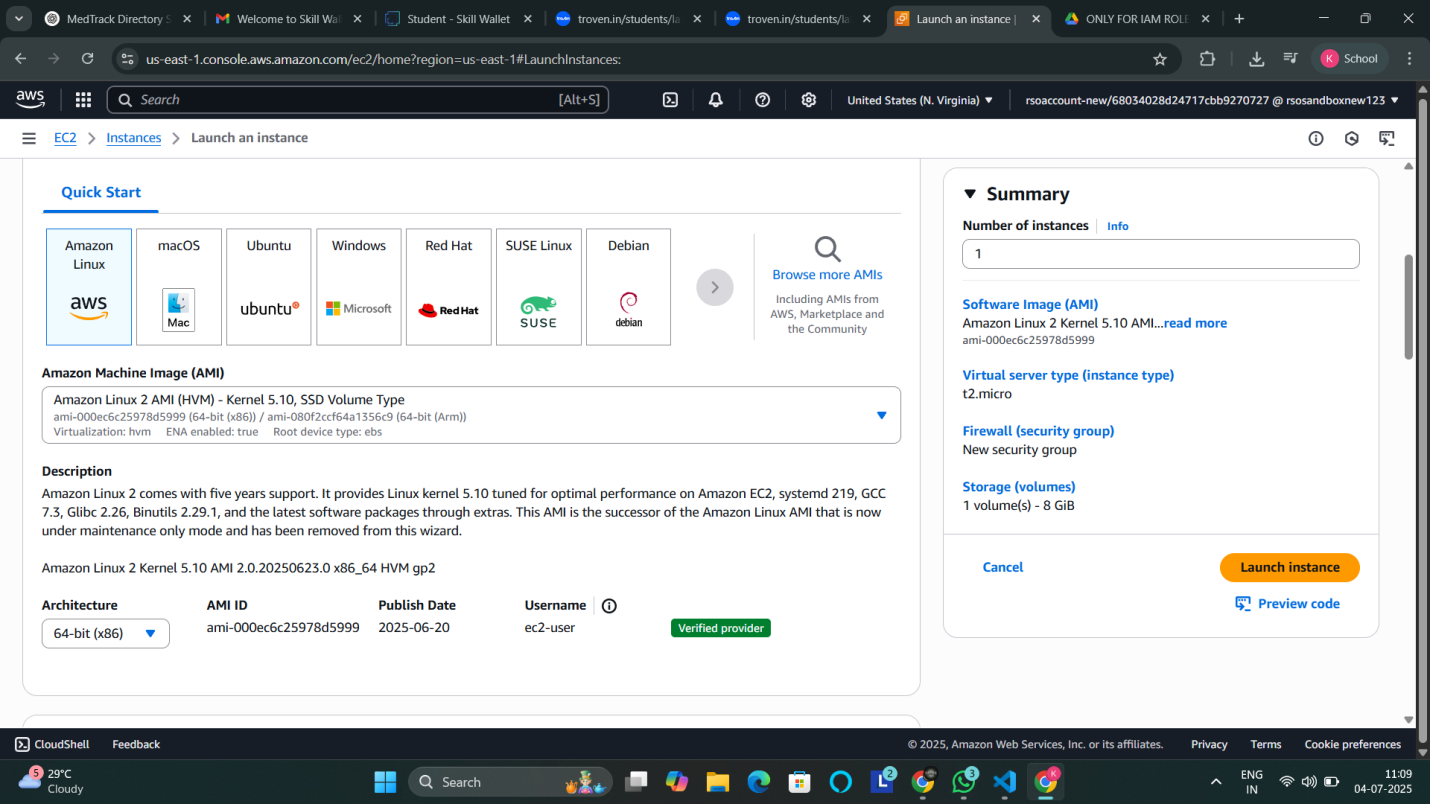 MedTrack Directory S
Welcome to Skill Wal
Student - Skill Wallet
troven.in/students/la
troven.in/students/la
Launch an instance |
ONLY FOR IAM ROLE
us-east-1.console.aws.amazon.com/ec2/home?region=us-east-1#LaunchInstances:
K School
aws
Search [Alt+S]
United States (N. Virginia)
rsoaccount-new/68034028d24717cbb9270727 @ rsosandboxnew123
EC2 > Instances > Launch an instance
Quick Start
Amazon Linux
aws
macOS
Mac
Ubuntu
ubuntu
Windows
Microsoft
Red Hat
Red Hat
SUSE Linux
SUSE
Debian
debian
Browse more AMIs
Including AMIs from
AWS, Marketplace and
the Community
Amazon Machine Image (AMI)
Amazon Linux 2 AMI (HVM) - Kernel 5.10, SSD Volume Type
ami-000ec6c25978d5999 (64-bit (x86)) / ami-080f2ccf64a1356c9 (64-bit (Arm))
Virtualization: hvm ENA enabled: true Root device type: ebs
Description
Amazon Linux 2 comes with five years support. It provides Linux kernel 5.10 tuned for optimal performance on Amazon EC2, systemd 219, GCC
7.3, Glibc 2.26, Binutils 2.29.1, and the latest software packages through extras. This AMI is the successor of the Amazon Linux AMI that is now
under maintenance only mode and has been removed from this wizard.
Amazon Linux 2 Kernel 5.10 AMI 2.0.20250623.0 x86_64 HVM gp2
Architecture AMI ID Publish Date Username
64-bit (x86) ami-000ec6c25978d5999 2025-06-20 ec2-user Verified provider
Summary
Number of instances Info
1
Software Image (AMI)
Amazon Linux 2 Kernel 5.10 AMI...read more
ami-000ec6c25978d5999
Virtual server type (instance type)
t2.micro
Firewall (security group)
New security group
Storage (volumes)
1 volume(s) - 8 GiB
Cancel
Launch instance
Preview code
CloudShell Feedback
© 2025, Amazon Web Services, Inc. or its affiliates. Privacy Terms Cookie preferences
5
29°C
Cloudy
Search
L
2
3
K
ENG
IN
11:09
04-07-2025